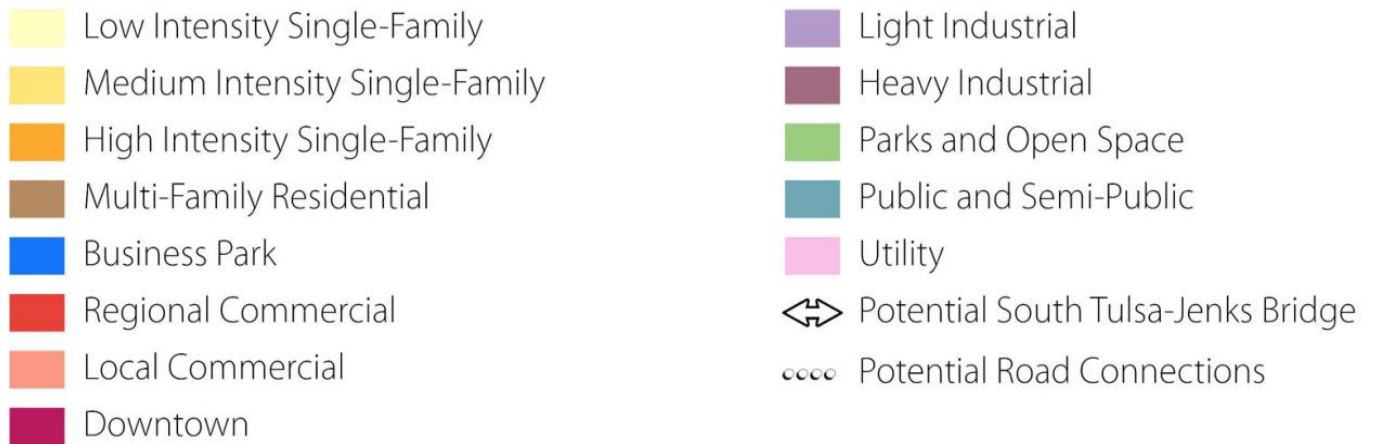 Low Intensity Single-Family
Medium Intensity Single-Family
High Intensity Single-Family
Multi-Family Residential
Business Park
Regional Commercial
Local Commercial
Downtown
Light Industrial
Heavy Industrial
Parks and Open Space
Public and Semi-Public
Utility
Potential South Tulsa-Jenks Bridge
Potential Road Connections